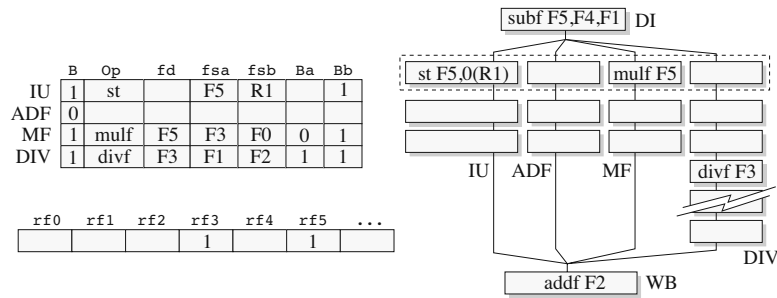 subf F5,F4,F1 DI
B Op fd fsa fsb Ba Bb
IU 1 st F5 R1 1
ADF 0
MF 1 mulf F5 F3 F0 0 1
DIV 1 divf F3 F1 F2 1 1
rf0 rf1 rf2 rf3 rf4 rf5 ...
1 1
st F5,0(R1) mulf F5
IU ADF MF
divf F3
DIV
addf F2 WB